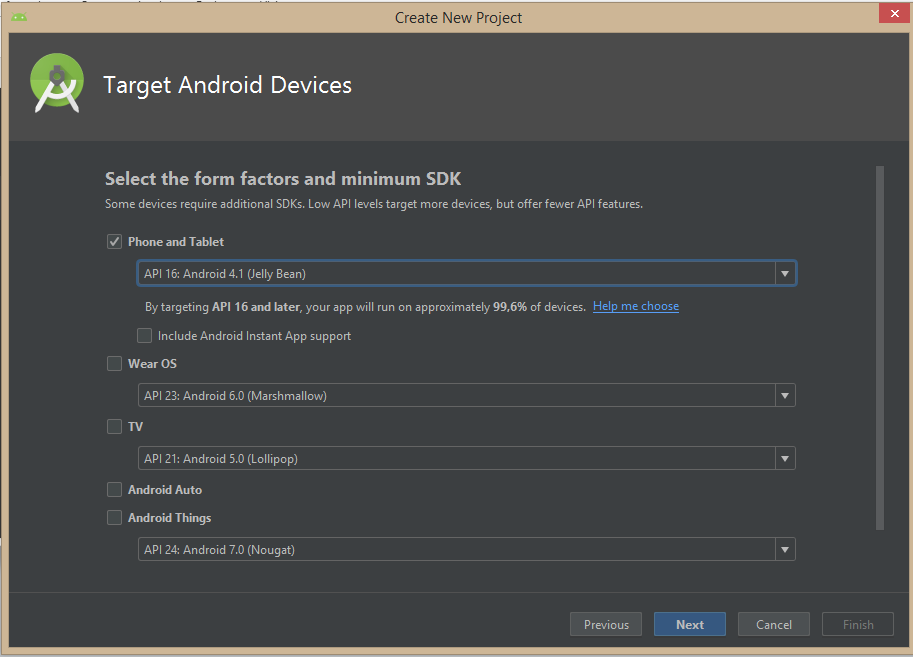 Create New Project
Target Android Devices
Select the form factors and minimum SDK
Some devices require additional SDKs. Low API levels target more devices, but offer fewer API features.
Phone and Tablet
API 16: Android 4.1 (Jelly Bean)
By targeting API 16 and later, your app will run on approximately 99,6% of devices. Help me choose
Include Android Instant App support
Wear OS
API 23: Android 6.0 (Marshmallow)
TV
API 21: Android 5.0 (Lollipop)
Android Auto
Android Things
API 24: Android 7.0 (Nougat)
Previous Next Cancel Finish